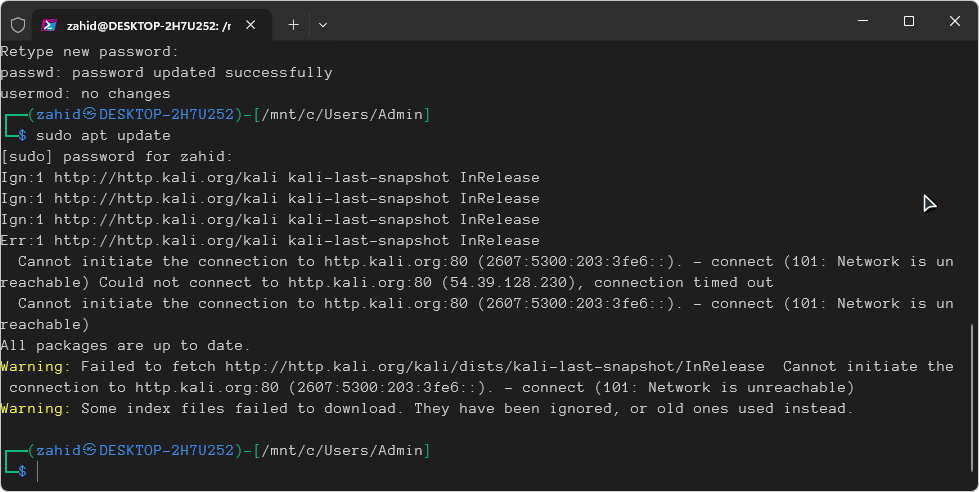 zahid@DESKTOP-2H7U252: /r
Retype new password:
passwd: password updated successfully
usermod: no changes
┌──(zahid㉿DESKTOP-2H7U252)-[/mnt/c/Users/Admin]
└─$ sudo apt update
[sudo] password for zahid:
Ign:1 http://http.kali.org/kali kali-last-snapshot InRelease
Ign:1 http://http.kali.org/kali kali-last-snapshot InRelease
Ign:1 http://http.kali.org/kali kali-last-snapshot InRelease
Err:1 http://http.kali.org/kali kali-last-snapshot InRelease
  Cannot initiate the connection to http.kali.org:80 (2607:5300:203:3fe6::). - connect (101: Network is un
reachable) Could not connect to http.kali.org:80 (54.39.128.230), connection timed out
  Cannot initiate the connection to http.kali.org:80 (2607:5300:203:3fe6::). - connect (101: Network is un
reachable)
All packages are up to date.
Warning: Failed to fetch http://http.kali.org/kali/dists/kali-last-snapshot/InRelease  Cannot initiate the
 connection to http.kali.org:80 (2607:5300:203:3fe6::). - connect (101: Network is unreachable)
Warning: Some index files failed to download. They have been ignored, or old ones used instead.
┌──(zahid㉿DESKTOP-2H7U252)-[/mnt/c/Users/Admin]
└─$